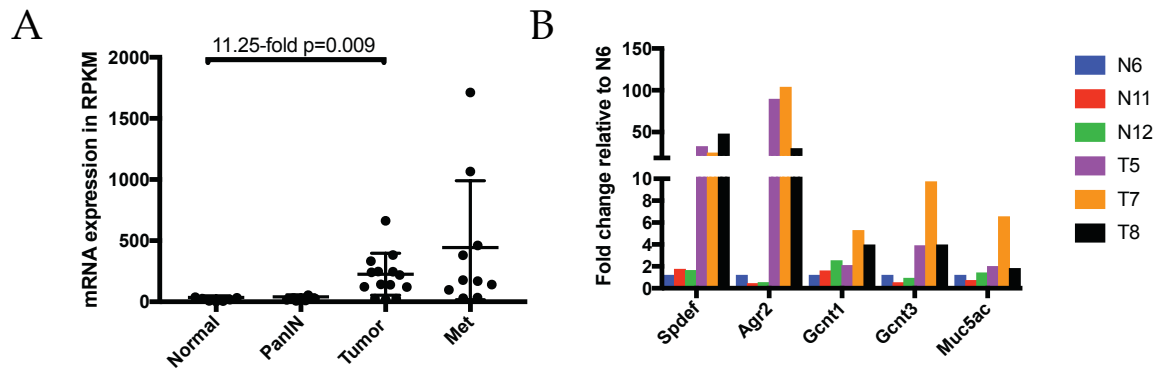 A
11.25-fold p=0.009
mRNA expression in RPKM
2000
1500
1000
500
0
Normal
PanIN
Tumor
Met
B
Fold change relative to N6
150
100
50
10
8
6
4
2
0
Spdef
Agr2
Gcnt1
Gcnt3
Muc5ac
N6
N11
N12
T5
T7
T8